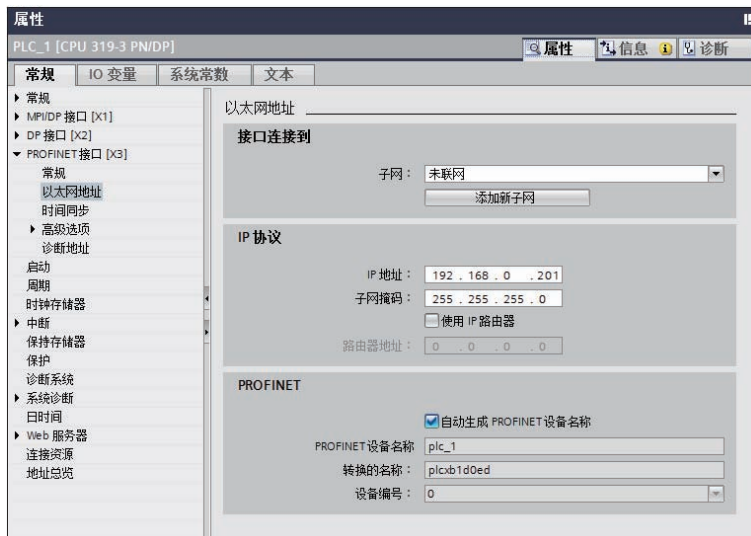 属性
PLC_1 [CPU 319-3 PN/DP]
属性 信息 诊断
常规 IO 变量 系统常数 文本
常规
MPI/DP 接口 [X1]
DP 接口 [X2]
PROFINET接口 [X3]
常规
以太网地址
时间同步
高级选项
诊断地址
启动
周期
时钟存储器
中断
保持存储器
保护
诊断系统
系统诊断
日时间
Web 服务器
连接资源
地址总览
以太网地址
接口连接到
子网： 未联网
添加新子网
IP 协议
IP 地址： 192 . 168 . 0 . 201
子网掩码： 255 . 255 . 255 . 0
使用 IP 路由器
路由器地址： 0 . 0 . 0 . 0
PROFINET
自动生成 PROFINET设备名称
PROFINET设备名称 plc_1
转换的名称： plcxb1d0ed
设备编号： 0